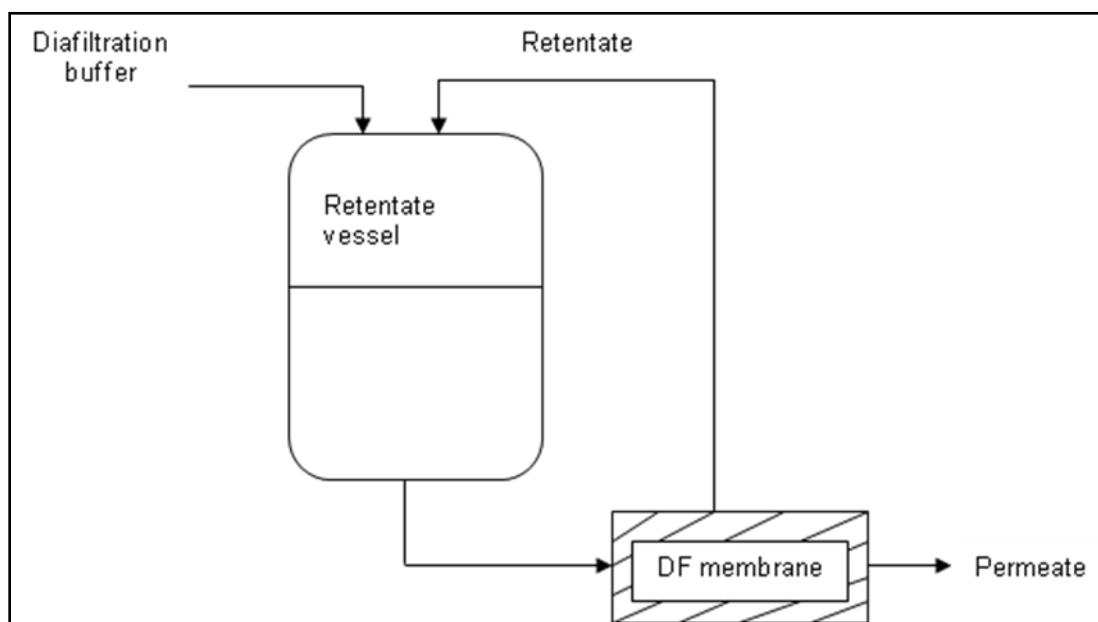 Diafiltration
buffer
Retentate
Retentate
vessel
DF membrane
Permeate